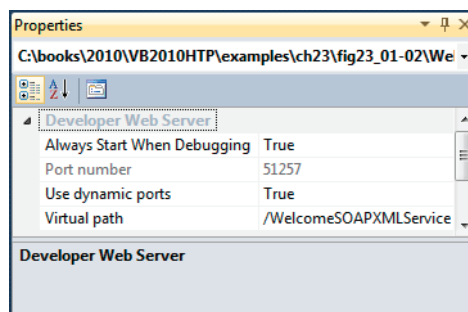 Properties
C:\books\2010\VB2010HTP\examples\ch23\fig23_01-02\We
Developer Web Server
Always Start When Debugging True
Port number 51257
Use dynamic ports True
Virtual path /WelcomeSOAPXMLService
Developer Web Server